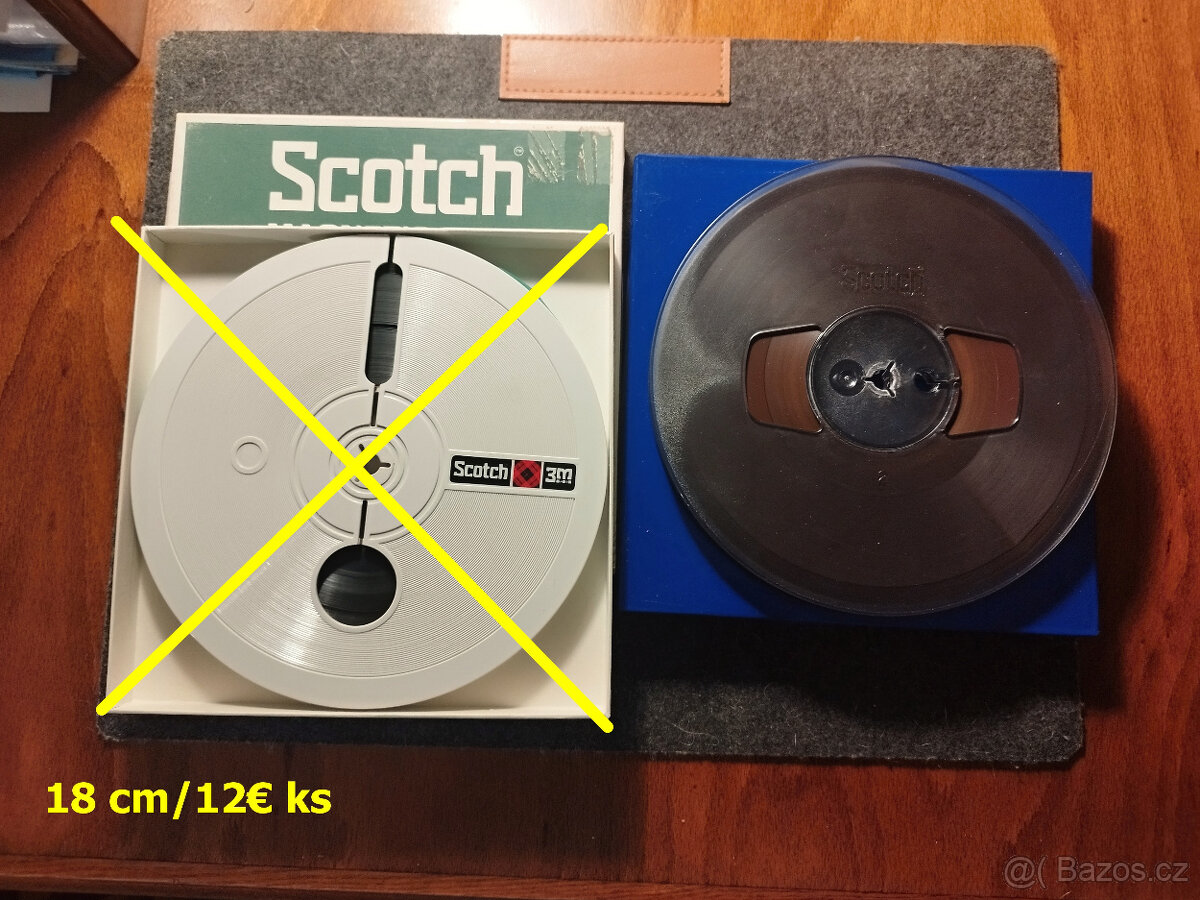 Scotch
Scotch
Scotch 3m
18 cm/12€ ks
@( Bazos.cz